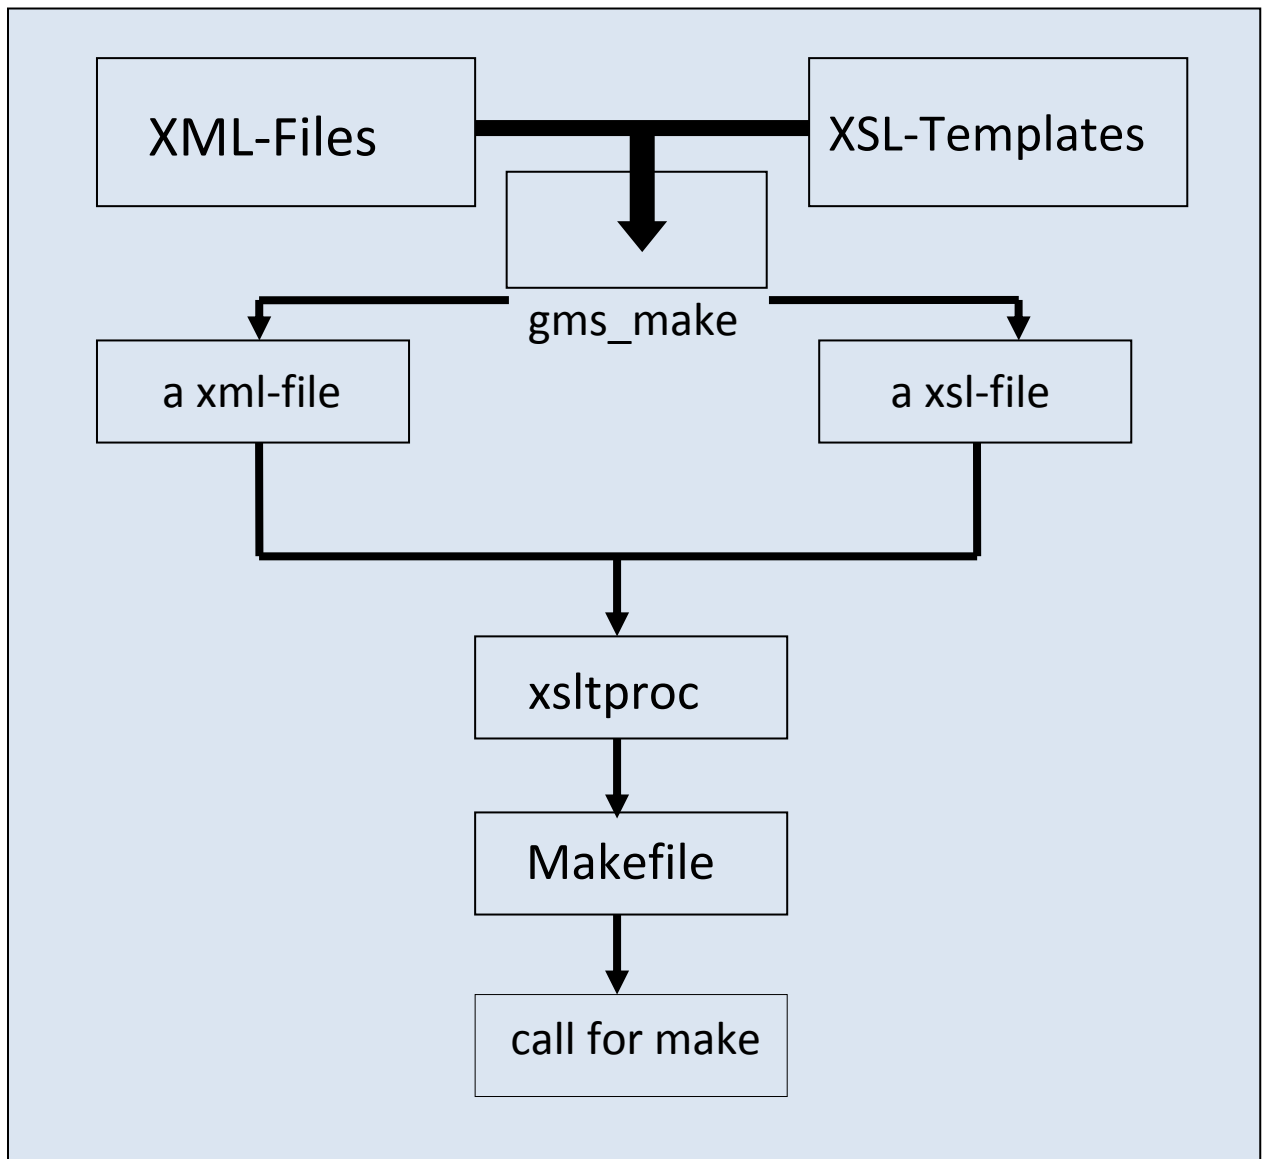 XML-Files
XSL-Templates
gms_make
a xml-file
a xsl-file
xsltproc
Makefile
call for make